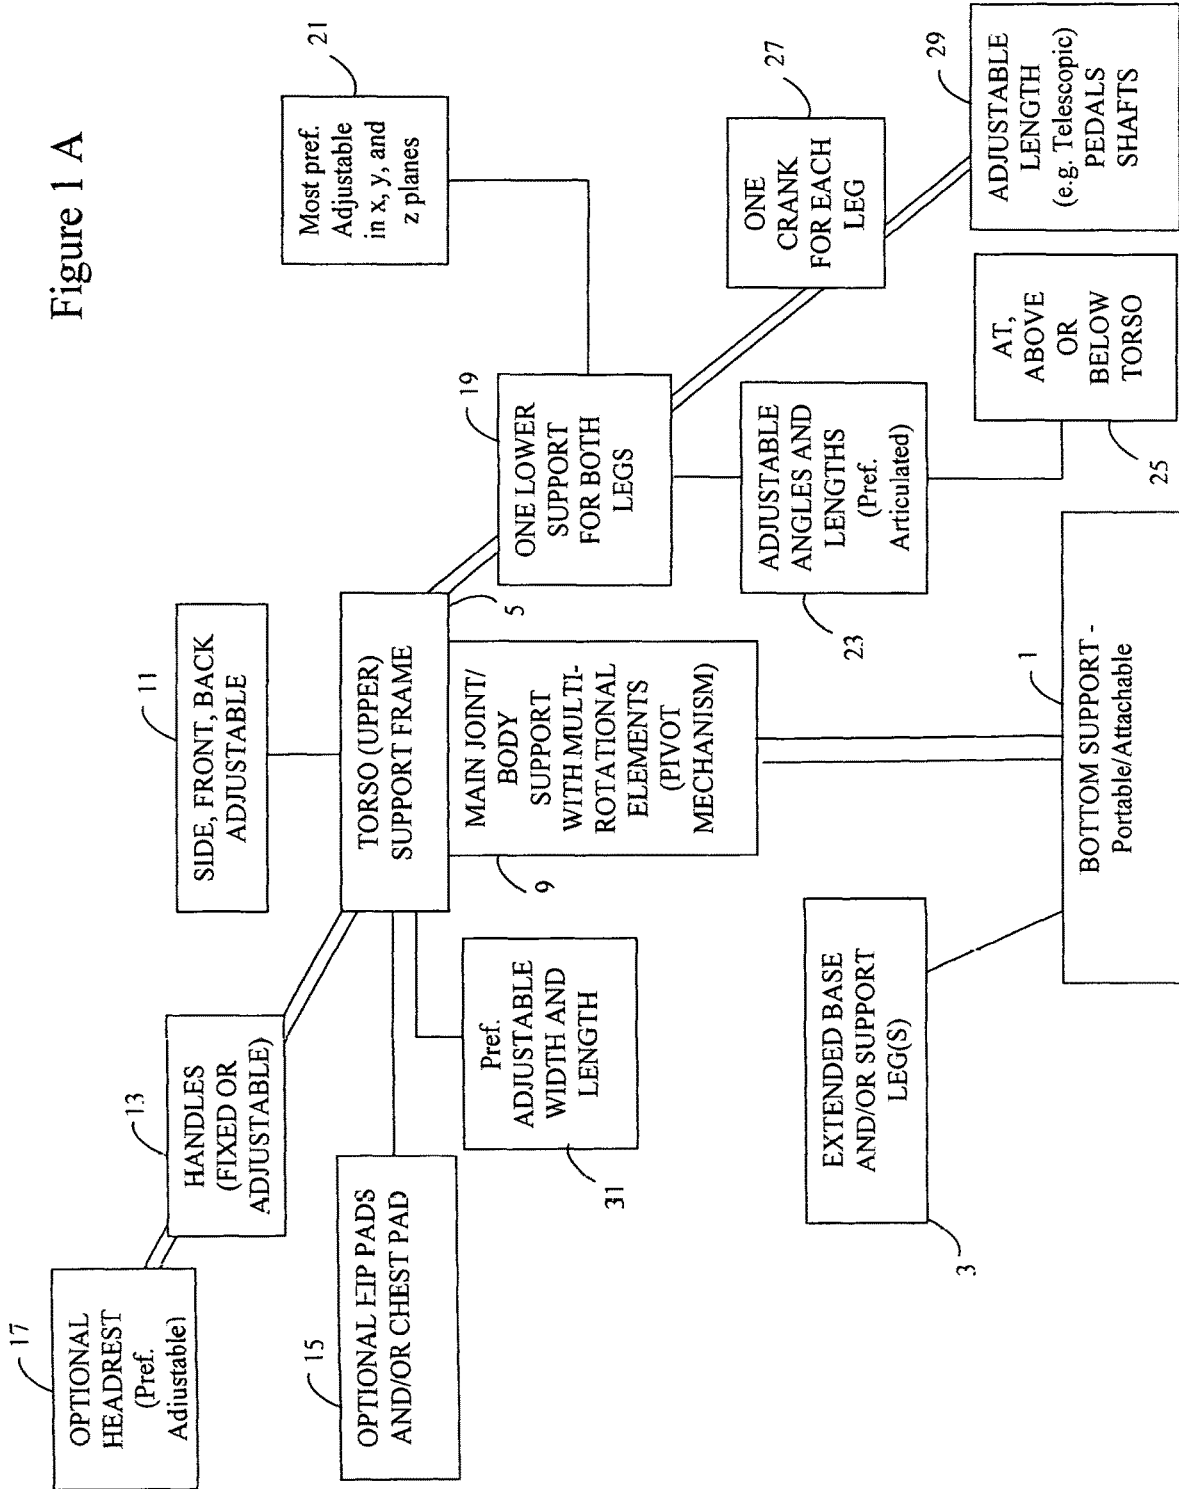 Figure 1 A
17
OPTIONAL
HEADREST
(Pref.
Adjustable)
13
HANDLES
(FIXED OR
ADJUSTABLE)
11
SIDE, FRONT, BACK
ADJUSTABLE
21
Most pref.
Adjustable
in x, y, and
z planes
15
OPTIONAL HIP PADS
AND/OR CHEST PAD
TORSO (UPPER)
SUPPORT FRAME
5
31
Pref.
ADJUSTABLE
WIDTH AND
LENGTH
9
MAIN JOINT/
BODY
SUPPORT
WITH MULTI-
ROTATIONAL
ELEMENTS
(PIVOT
MECHANISM)
19
ONE LOWER
SUPPORT
FOR BOTH
LEGS
27
ONE
CRANK
FOR EACH
LEG
23
ADJUSTABLE
ANGLES AND
LENGTHS
(Pref.
Articulated)
29
ADJUSTABLE
LENGTH
(e.g. Telescopic)
PEDALS
SHAFTS
25
AT,
ABOVE
OR
BELOW
TORSO
3
EXTENDED BASE
AND/OR SUPPORT
LEG(S)
1
BOTTOM SUPPORT -
Portable/Attachable